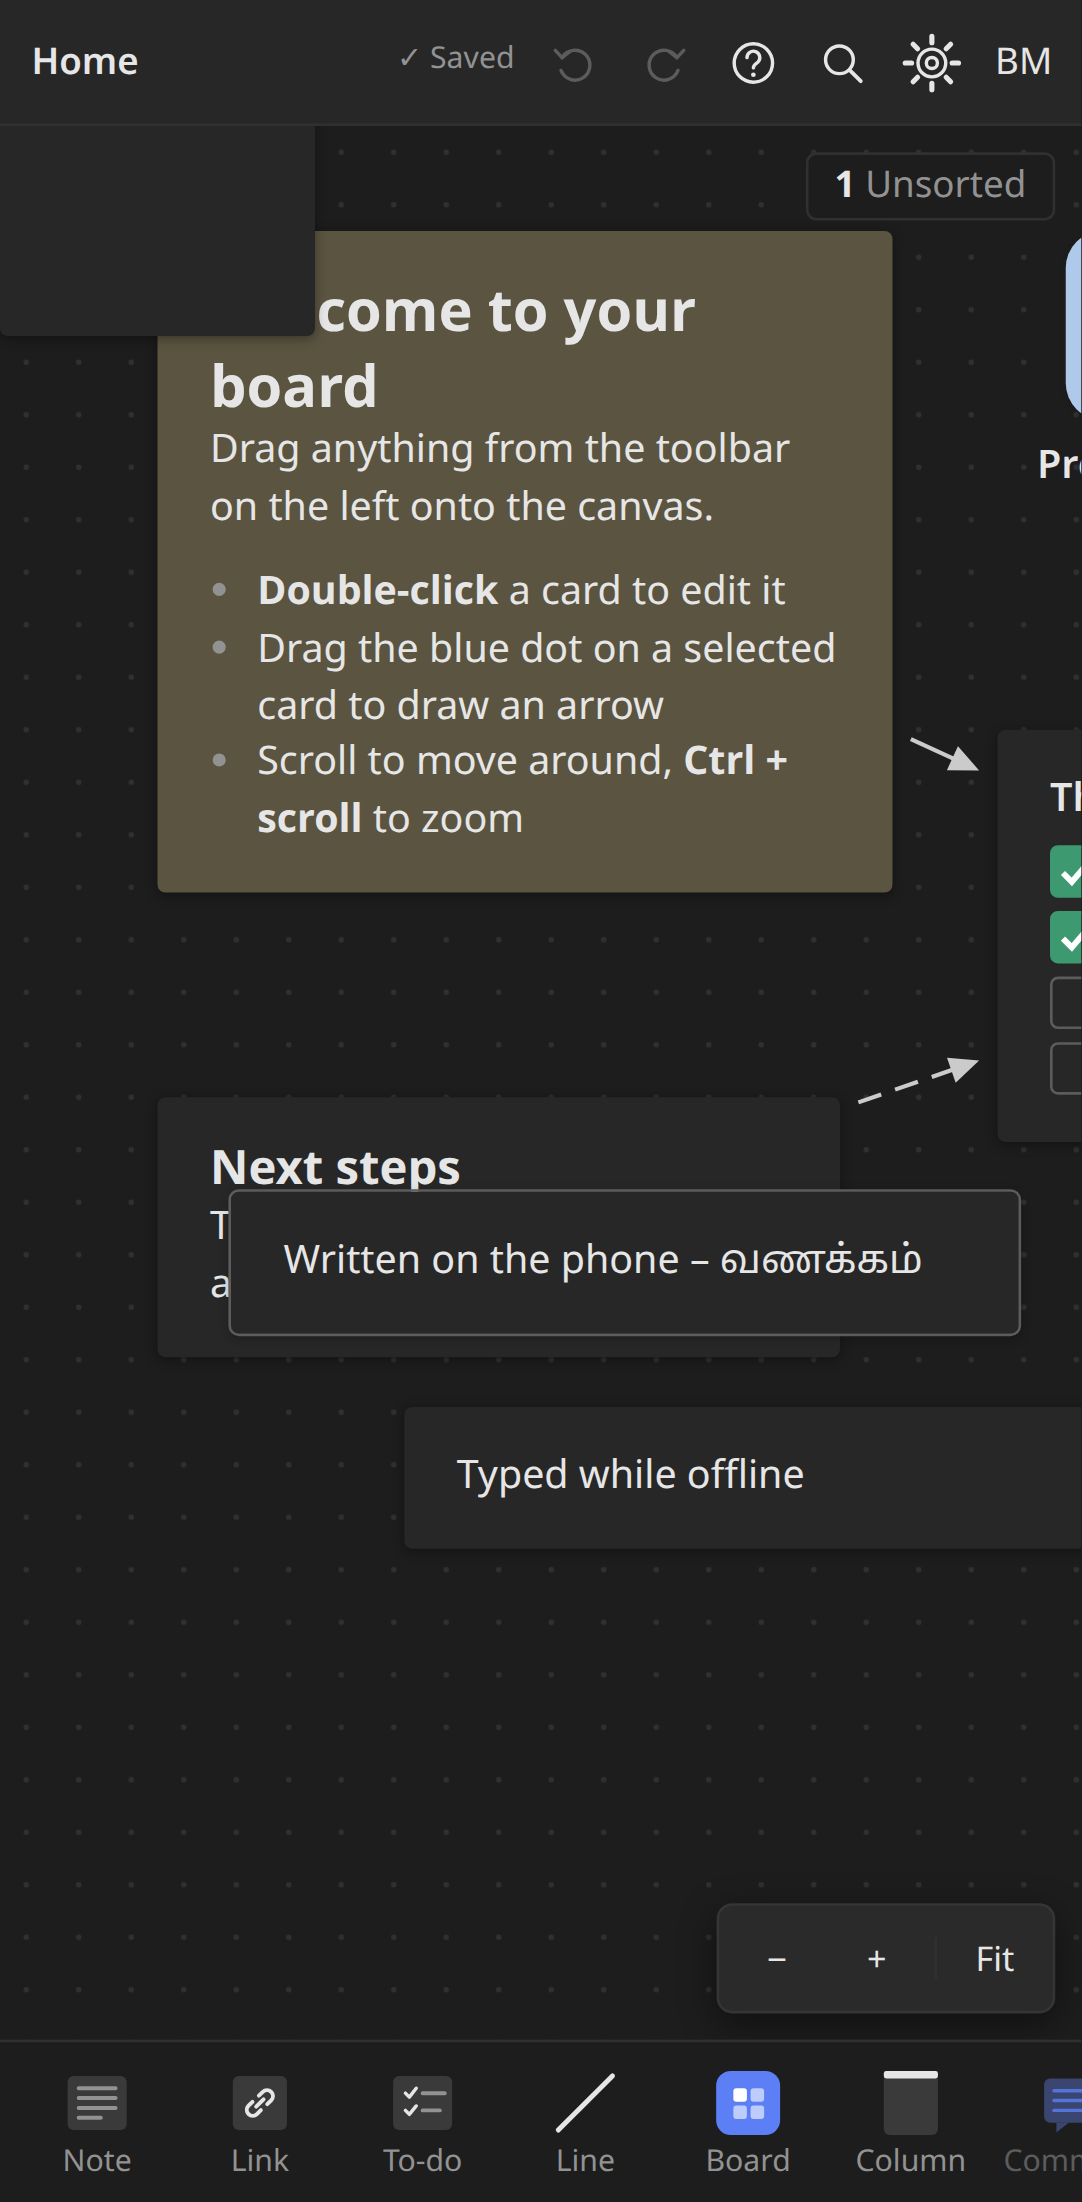 Home ✓ Saved BM
1 Unsorted
come to your
board
Drag anything from the toolbar
on the left onto the canvas.
• Double-click a card to edit it
• Drag the blue dot on a selected
card to draw an arrow
• Scroll to move around, Ctrl +
scroll to zoom
Next steps
Written on the phone – வணக்கம்
Typed while offline
− + Fit
Note Link To-do Line Board Column